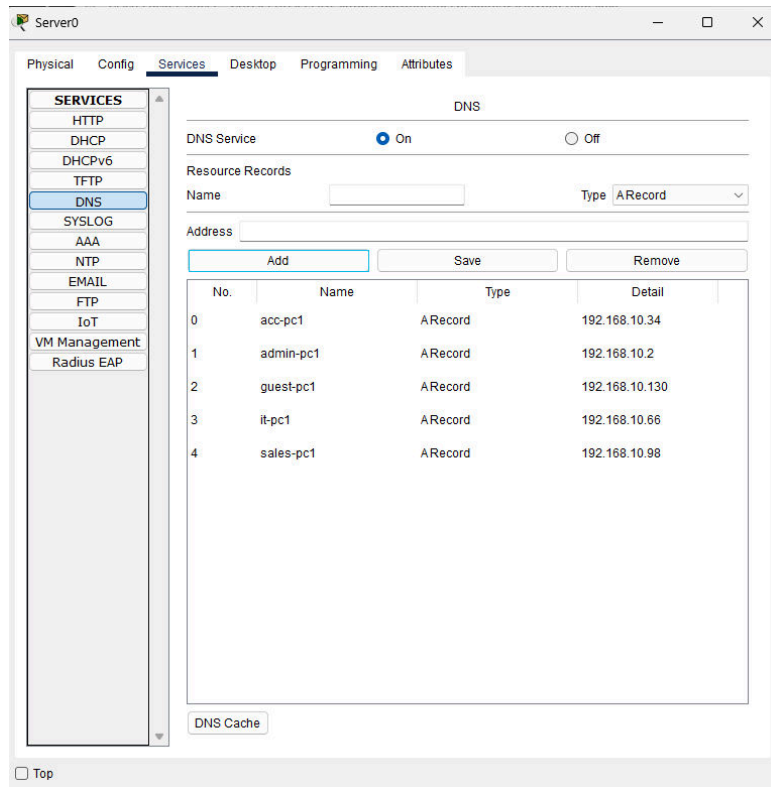 Server0
Physical Config Services Desktop Programming Attributes
SERVICES
HTTP
DHCP
DHCPv6
TFTP
DNS
SYSLOG
AAA
NTP
EMAIL
FTP
IoT
VM Management
Radius EAP
DNS
DNS Service On Off
Resource Records
Name Type A Record
Address
Add Save Remove
No. Name Type Detail
0 acc-pc1 A Record 192.168.10.34
1 admin-pc1 A Record 192.168.10.2
2 guest-pc1 A Record 192.168.10.130
3 it-pc1 A Record 192.168.10.66
4 sales-pc1 A Record 192.168.10.98
DNS Cache
Top